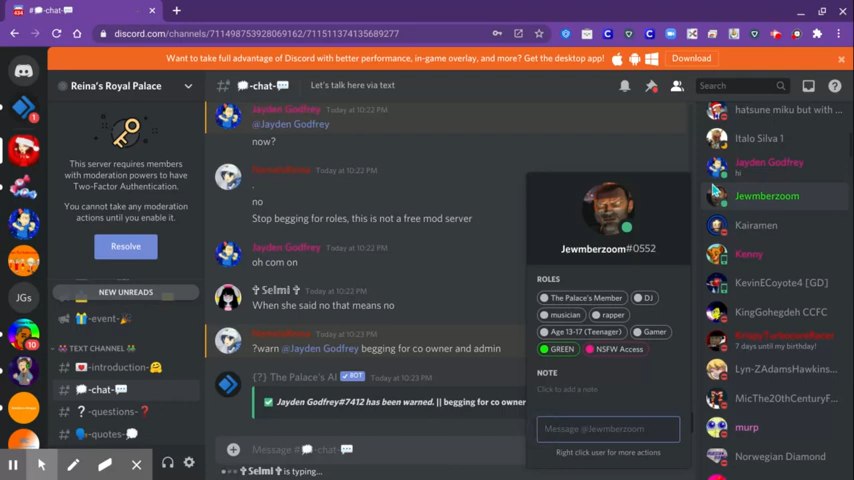 #💭-chat-💬
discord.com/channels/711498753928069162/711511374135689277
Want to take full advantage of Discord with better performance, in-game overlay, and more? Get the desktop app!
Download
Reina's Royal Palace
💭-chat-💬
Let's talk here via text
Search
This server requires members
with moderation powers to have
Two-Factor Authentication.
You cannot take any moderation
actions until you enable it.
Resolve
NEW UNREADS
-event-
TEXT CHANNEL
-introduction-
-chat-
-questions-
-quotes-
1
JGs
10
Jayden Godfrey Today at 10:22 PM
@Jayden Godfrey
now?
Today at 10:22 PM
.
no
Stop begging for roles, this is not a free mod server
Jayden Godfrey Today at 10:22 PM
oh com on
✞ 𝕾𝖊𝖑𝖒𝖎 ✞ Today at 10:22 PM
When she said no that means no
Today at 10:23 PM
?warn @Jayden Godfrey begging for co owner and admin
{?} The Palace's AI BOT Today at 10:23 PM
Jayden Godfrey#7412 has been warned. || begging for co owner
Message #💭-chat-💬
✞ 𝕾𝖊𝖑𝖒𝖎 ✞ is typing...
Jewmberzoom#0552
ROLES
The Palace's Member DJ
musician rapper
Age 13-17 (Teenager) Gamer
GREEN NSFW Access
NOTE
Click to add a note
Message @Jewmberzoom
Right click user for more actions
hatsune miku but with ...
Italo Silva 1
Jayden Godfrey
hi
Jewmberzoom
Kairamen
Kenny
KevinECoyote4 [GD]
KingGohegdeh CCFC
7 days until my birthday!
Lyn-ZAdamsHawkins...
MicThe20thCenturyF...
murp
Norwegian Diamond